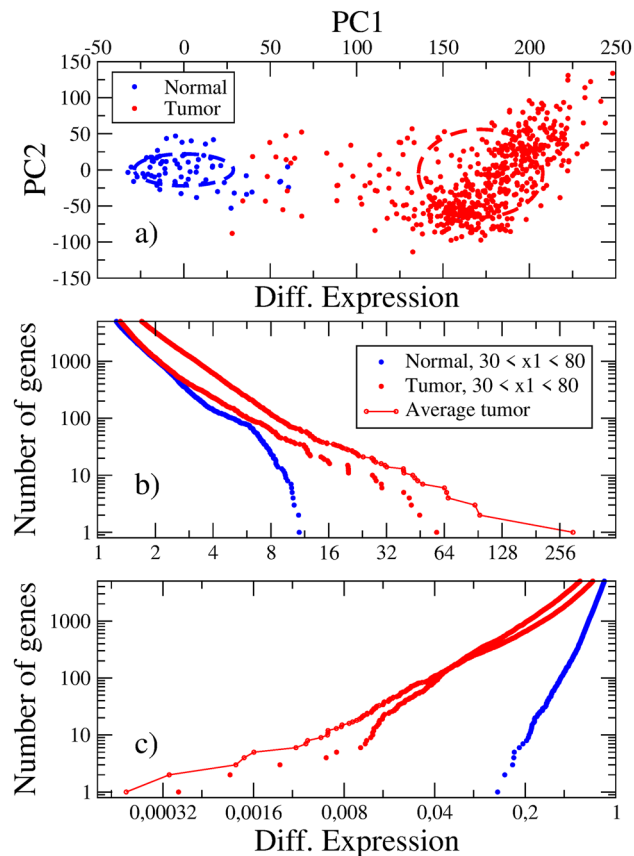 PC1
-50 0 50 100 150 200 250
PC2
150
100
50
0
-50
-100
-150
Normal
Tumor
a)
Diff. Expression
Number of genes
1000
100
10
1
Normal, 30 < x1 < 80
Tumor, 30 < x1 < 80
Average tumor
b)
1 2 4 8 16 32 64 128 256
Number of genes
1000
100
10
1
c)
0,00032 0,0016 0,008 0,04 0,2 1
Diff. Expression